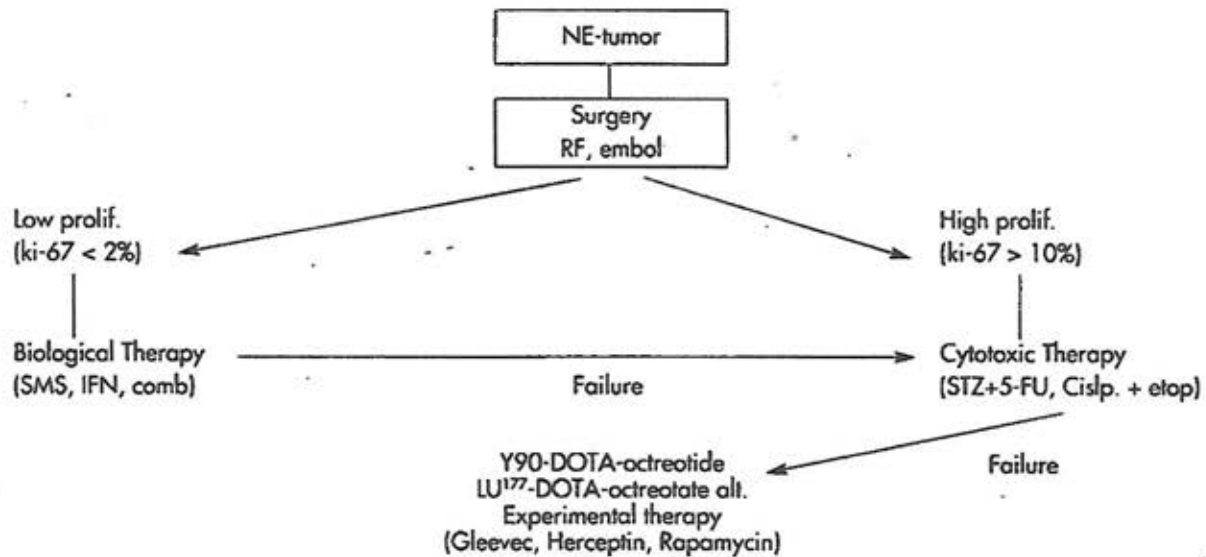 NE-tumor
Surgery
RF, embol
Low prolif.
(ki-67 < 2%)
High prolif.
(ki-67 > 10%)
Biological Therapy
(SMS, IFN, comb)
Failure
Cytotoxic Therapy
(STZ+5-FU, Cislp. + etop)
Failure
Y90-DOTA-octreotide
LU¹⁷⁷-DOTA-octreotate alt.
Experimental therapy
(Gleevec, Herceptin, Rapamycin)